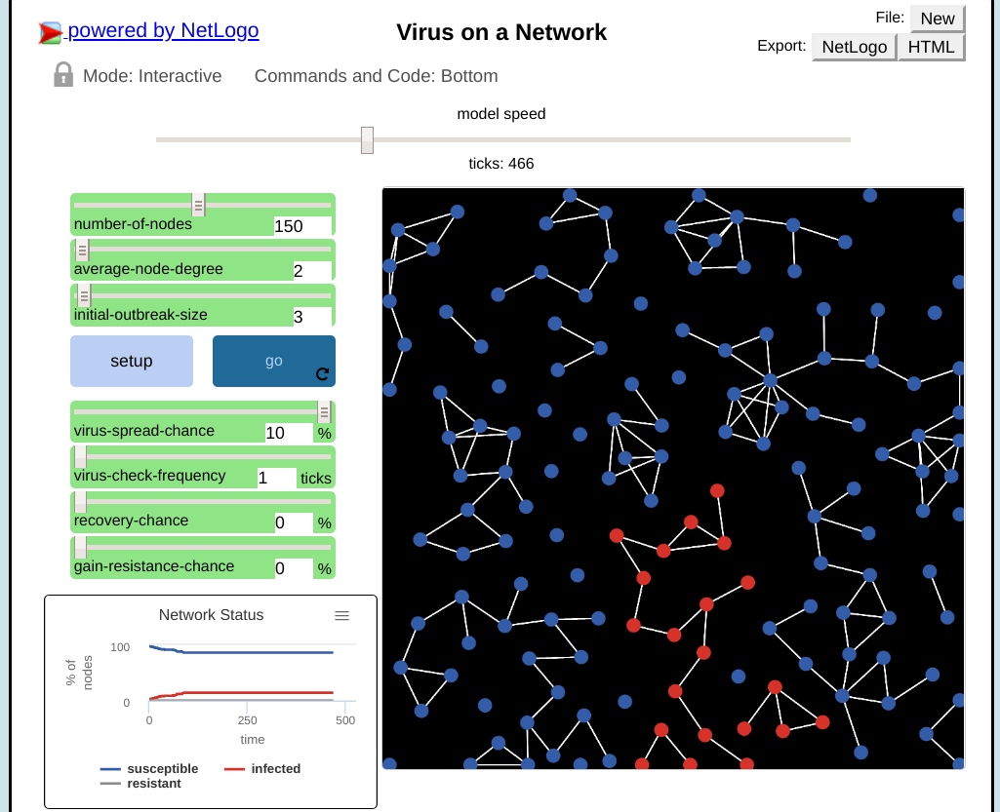 powered by NetLogo
Virus on a Network
File: New
Export: NetLogo HTML
Mode: Interactive Commands and Code: Bottom
model speed
ticks: 466
number-of-nodes 150
average-node-degree 2
initial-outbreak-size 3
setup go
virus-spread-chance 10 %
virus-check-frequency 1 ticks
recovery-chance 0 %
gain-resistance-chance 0 %
Network Status
% of
nodes
100
0
0 250 500
time
susceptible infected
resistant